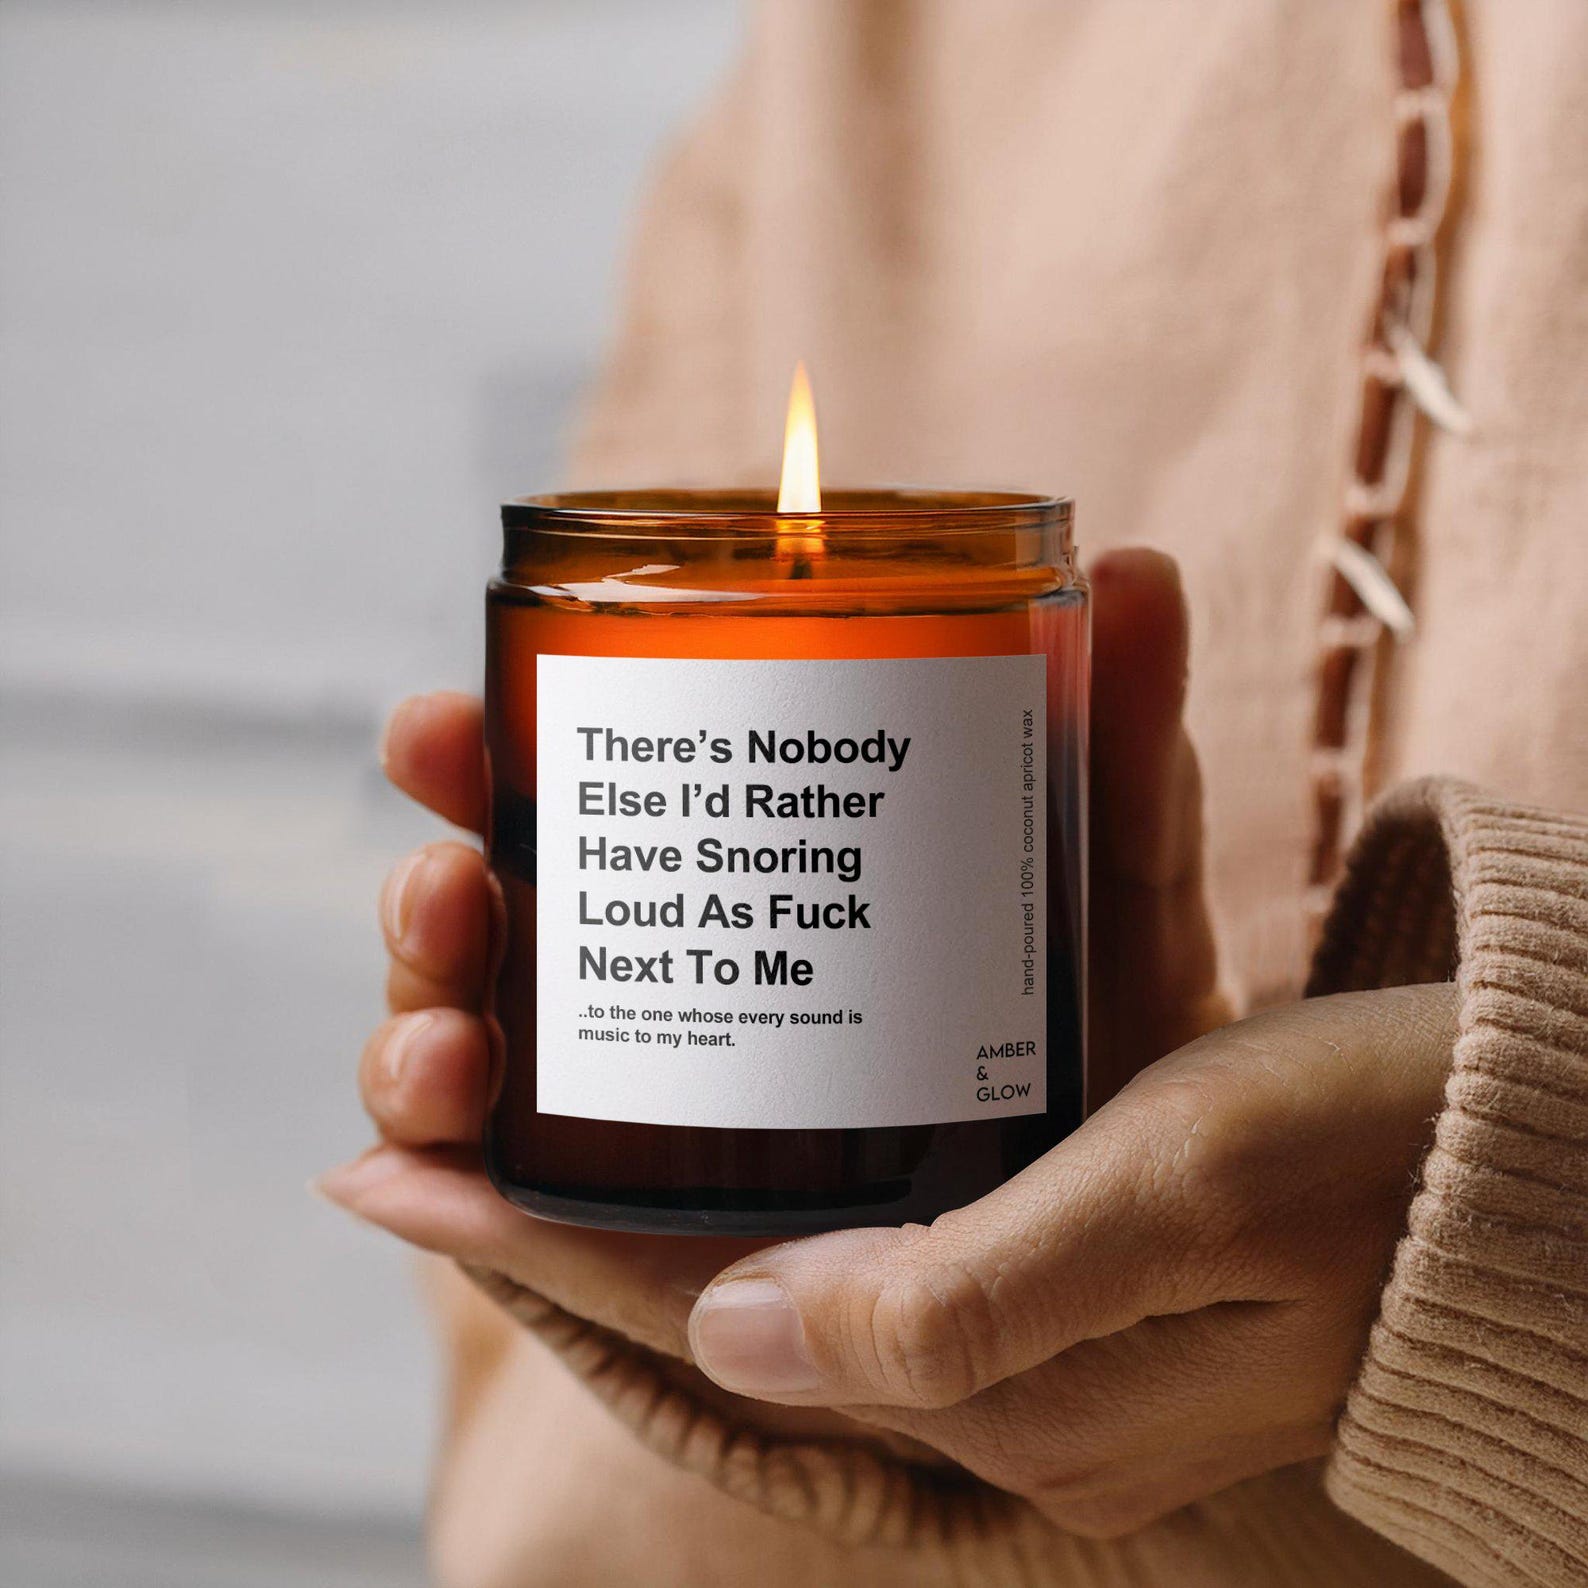 There’s Nobody
Else I’d Rather
Have Snoring
Loud As Fuck
Next To Me
..to the one whose every sound is
music to my heart.
hand-poured 100% coconut apricot wax
AMBER
&
GLOW